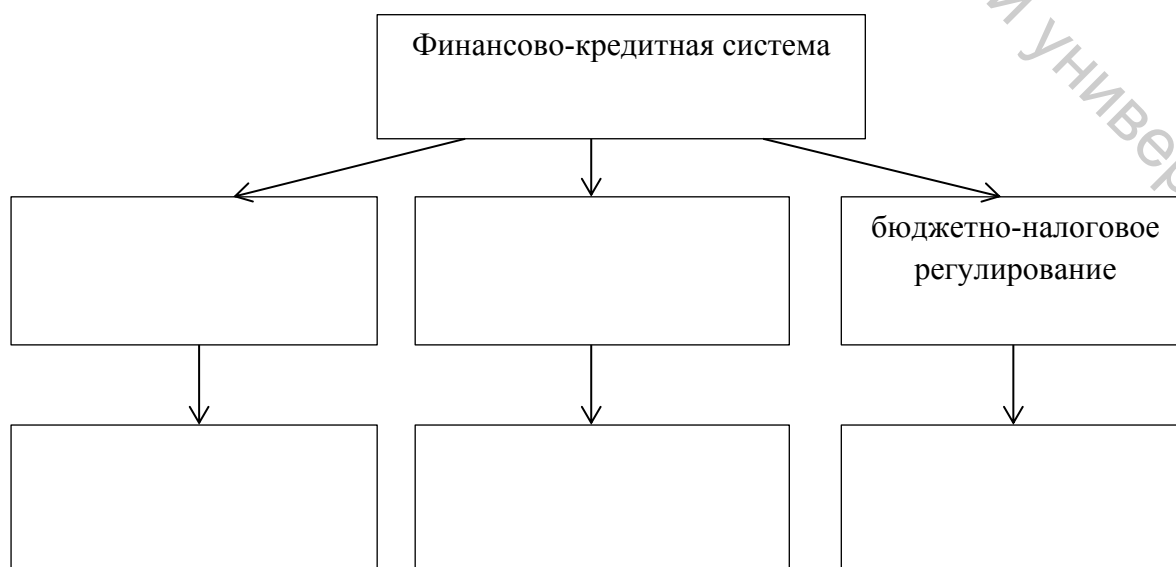 Финансово-кредитная система
бюджетно-налоговое
регулирование